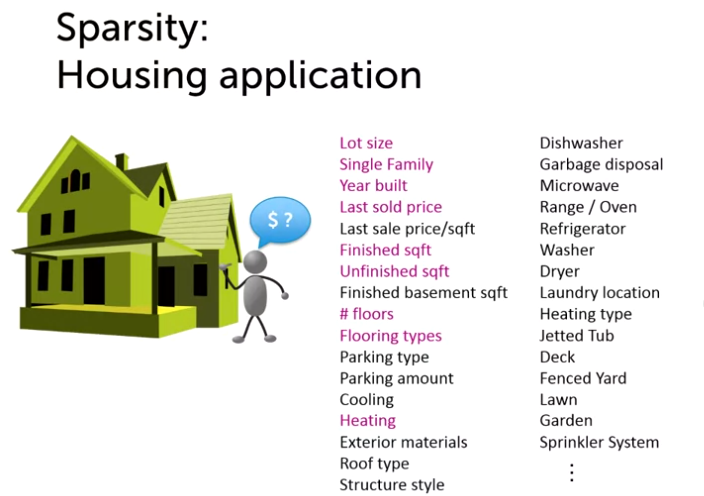 Sparsity:
Housing application
$ ?
Lot size
Single Family
Year built
Last sold price
Last sale price/sqft
Finished sqft
Unfinished sqft
Finished basement sqft
# floors
Flooring types
Parking type
Parking amount
Cooling
Heating
Exterior materials
Roof type
Structure style
Dishwasher
Garbage disposal
Microwave
Range / Oven
Refrigerator
Washer
Dryer
Laundry location
Heating type
Jetted Tub
Deck
Fenced Yard
Lawn
Garden
Sprinkler System
⋮